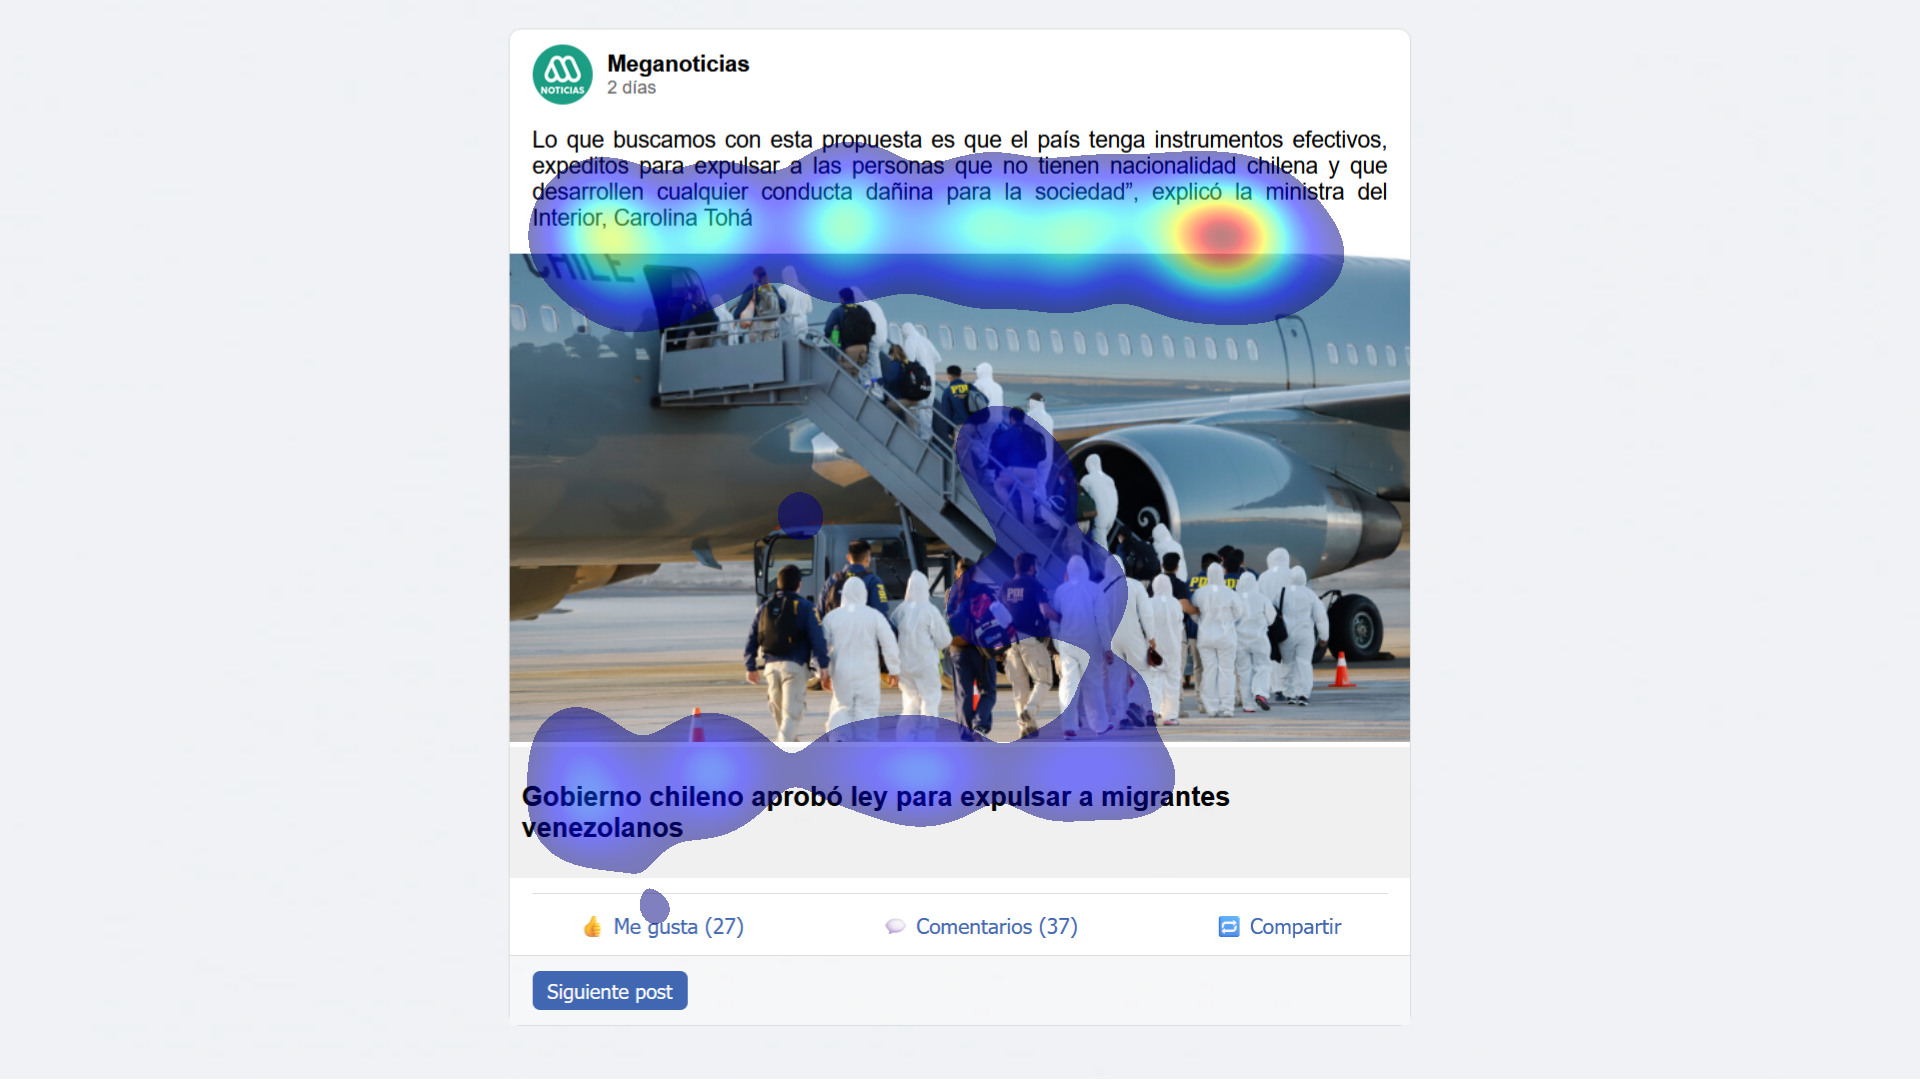 Meganoticias
NOTICIAS
2 días
Lo que buscamos con esta propuesta es que el país tenga instrumentos efectivos,
expeditos para expulsar a las personas que no tienen nacionalidad chilena y que
desarrollen cualquier conducta dañina para la sociedad”, explicó la ministra del
Interior, Carolina Tohá
CHILE
PDI
PDI
Gobierno chileno aprobó ley para expulsar a migrantes
venezolanos
👍 Me gusta (27)
💬 Comentarios (37)
🔁 Compartir
Siguiente post